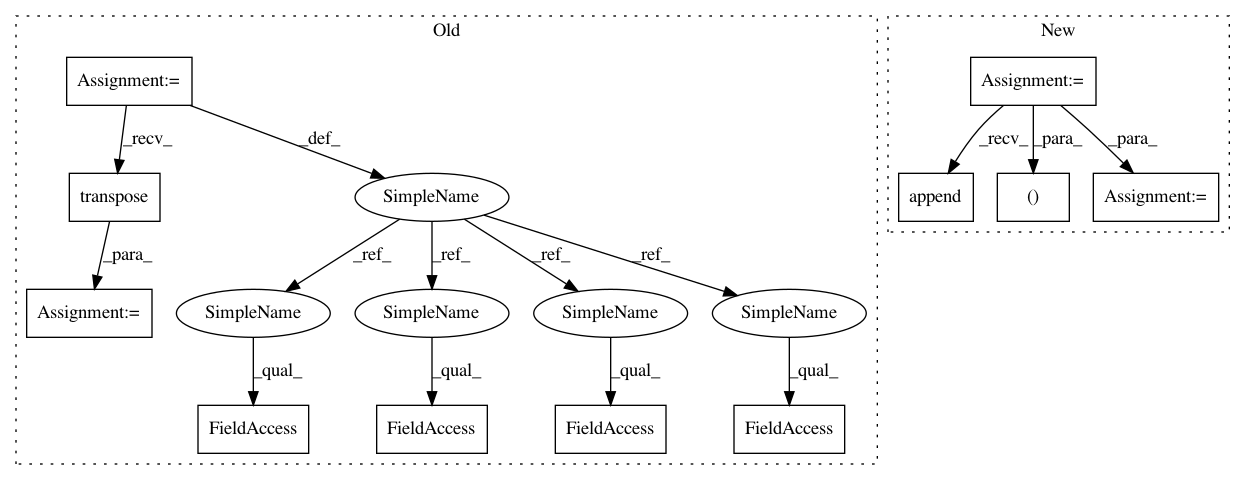 Old
New
Assignment:=
Assignment:=
_recv_
_def_
_recv_
_para_
_para_
transpose
SimpleName
append
()
Assignment:=
_para_
_ref_
_ref_
_ref_
_ref_
Assignment:=
SimpleName
SimpleName
SimpleName
SimpleName
_qual_
_qual_
_qual_
_qual_
FieldAccess
FieldAccess
FieldAccess
FieldAccess